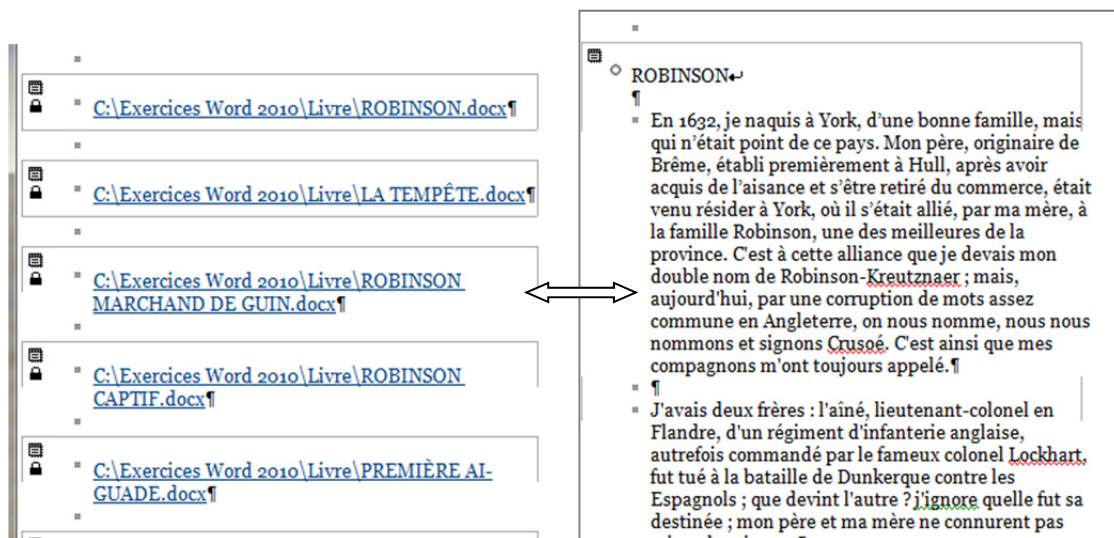 C:\Exercices Word 2010\Livre\ROBINSON.docx¶
C:\Exercices Word 2010\Livre\LA TEMPÊTE.docx¶
C:\Exercices Word 2010\Livre\ROBINSON
MARCHAND DE GUIN.docx¶
C:\Exercices Word 2010\Livre\ROBINSON
CAPTIF.docx¶
C:\Exercices Word 2010\Livre\PREMIÈRE AI-
GUADE.docx¶
ROBINSON↵
¶
En 1632, je naquis à York, d’une bonne famille, mais
qui n’était point de ce pays. Mon père, originaire de
Brême, établi premièrement à Hull, après avoir
acquis de l’aisance et s’être retiré du commerce, était
venu résider à York, où il s’était allié, par ma mère, à
la famille Robinson, une des meilleures de la
province. C'est à cette alliance que je devais mon
double nom de Robinson-Kreutznaer ; mais,
aujourd'hui, par une corruption de mots assez
commune en Angleterre, on nous nomme, nous nous
nommons et signons Crusoé. C'est ainsi que mes
compagnons m'ont toujours appelé.¶
¶
J'avais deux frères : l'aîné, lieutenant-colonel en
Flandre, d'un régiment d'infanterie anglaise,
autrefois commandé par le fameux colonel Lockhart,
fut tué à la bataille de Dunkerque contre les
Espagnols ; que devint l'autre ? j'ignore quelle fut sa
destinée ; mon père et ma mère ne connurent pas